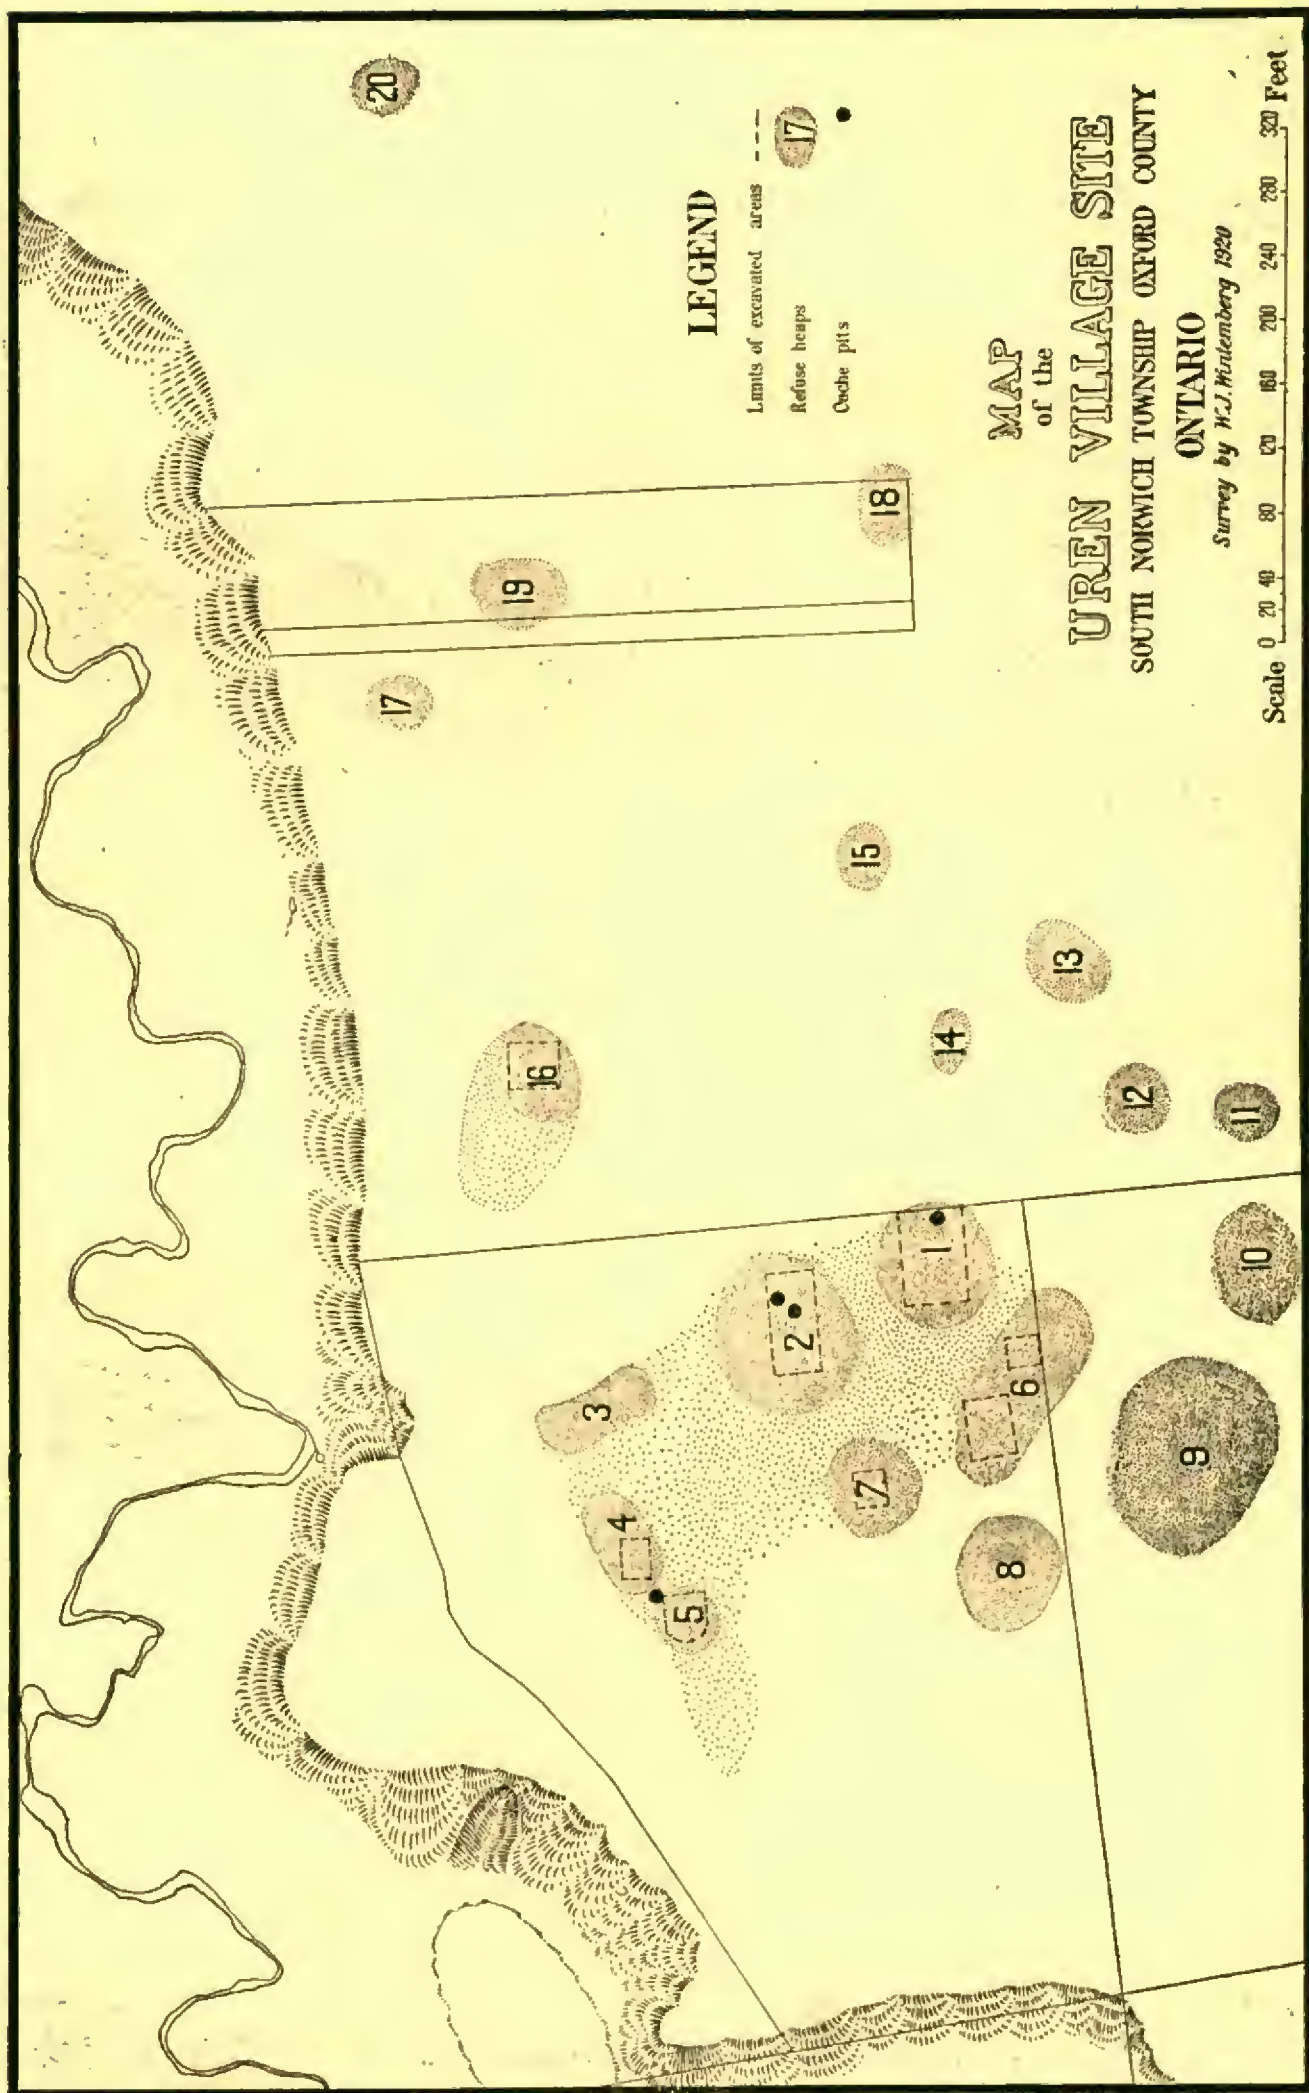 LEGEND
Limits of excavated areas
Refuse heaps
17
Cache pits
MAP
of the
UREN VILLAGE SITE
SOUTH NORWICH TOWNSHIP OXFORD COUNTY
ONTARIO
Survey by W.J. Wintemberg 1920
Scale 0 20 40 80 120 160 200 240 280 320 Feet
1
2
3
4
5
6
7
8
9
10
11
12
13
14
15
16
17
18
19
20